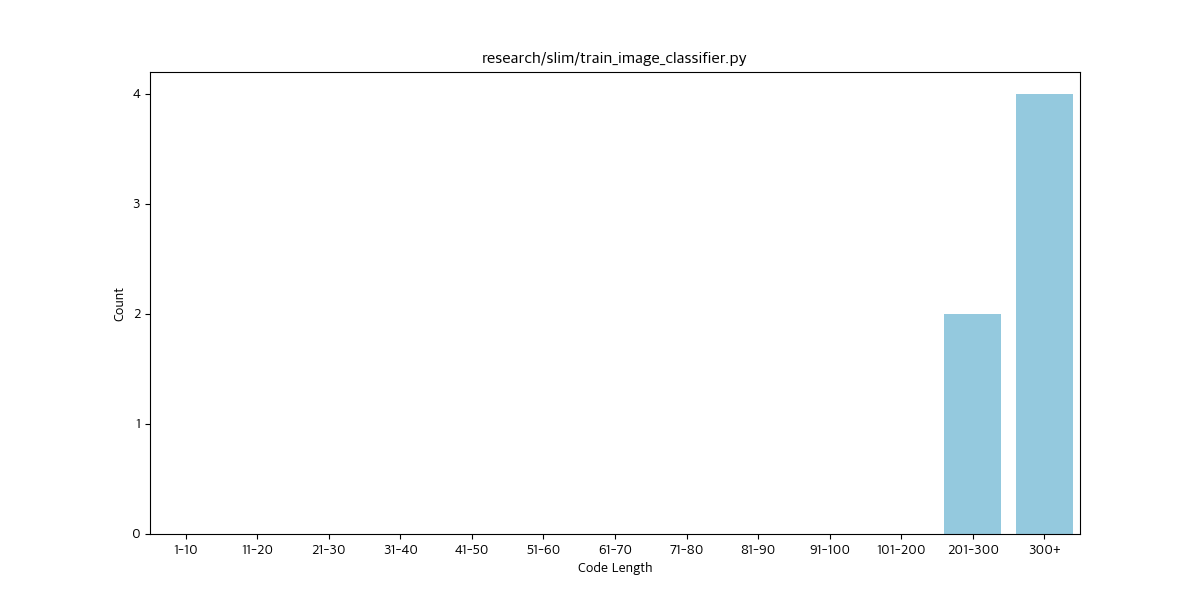 research/slim/train_image_classifier.py
4
3
2
1
0
Count
1-10 11-20 21-30 31-40 41-50 51-60 61-70 71-80 81-90 91-100 101-200 201-300 300+
Code Length